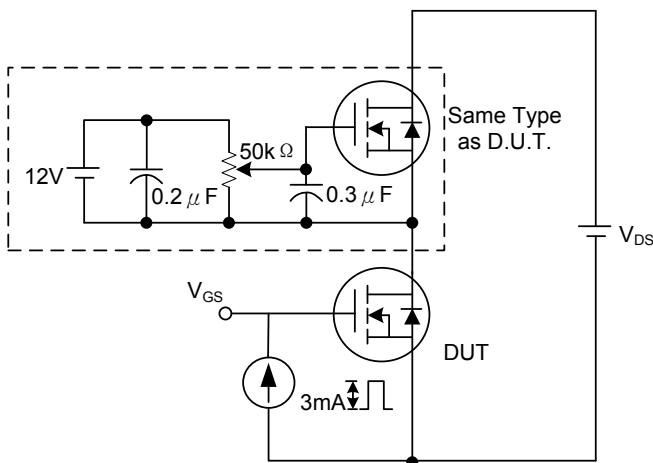 Same Type
as D.U.T.
50k Ω
12V
0.2 μ F
0.3 μ F
V_DS
V_GS
DUT
3mA